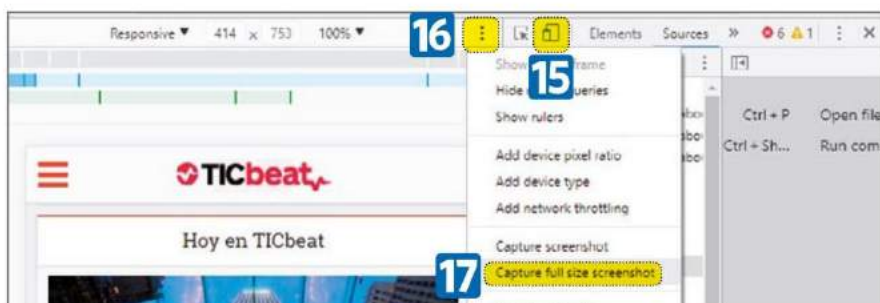 Responsive ▼ 414 x 753 100% ▼ 16 Elements Sources » 6 1
15
Show frame
Hide ueries
Show rulers
Ctrl + P Open file
Add device pixel ratio Ctrl + Sh... Run com
TICbeat
Add device type
Add network throttling
Hoy en TICbeat
Capture screenshot
17 Capture full size screenshot